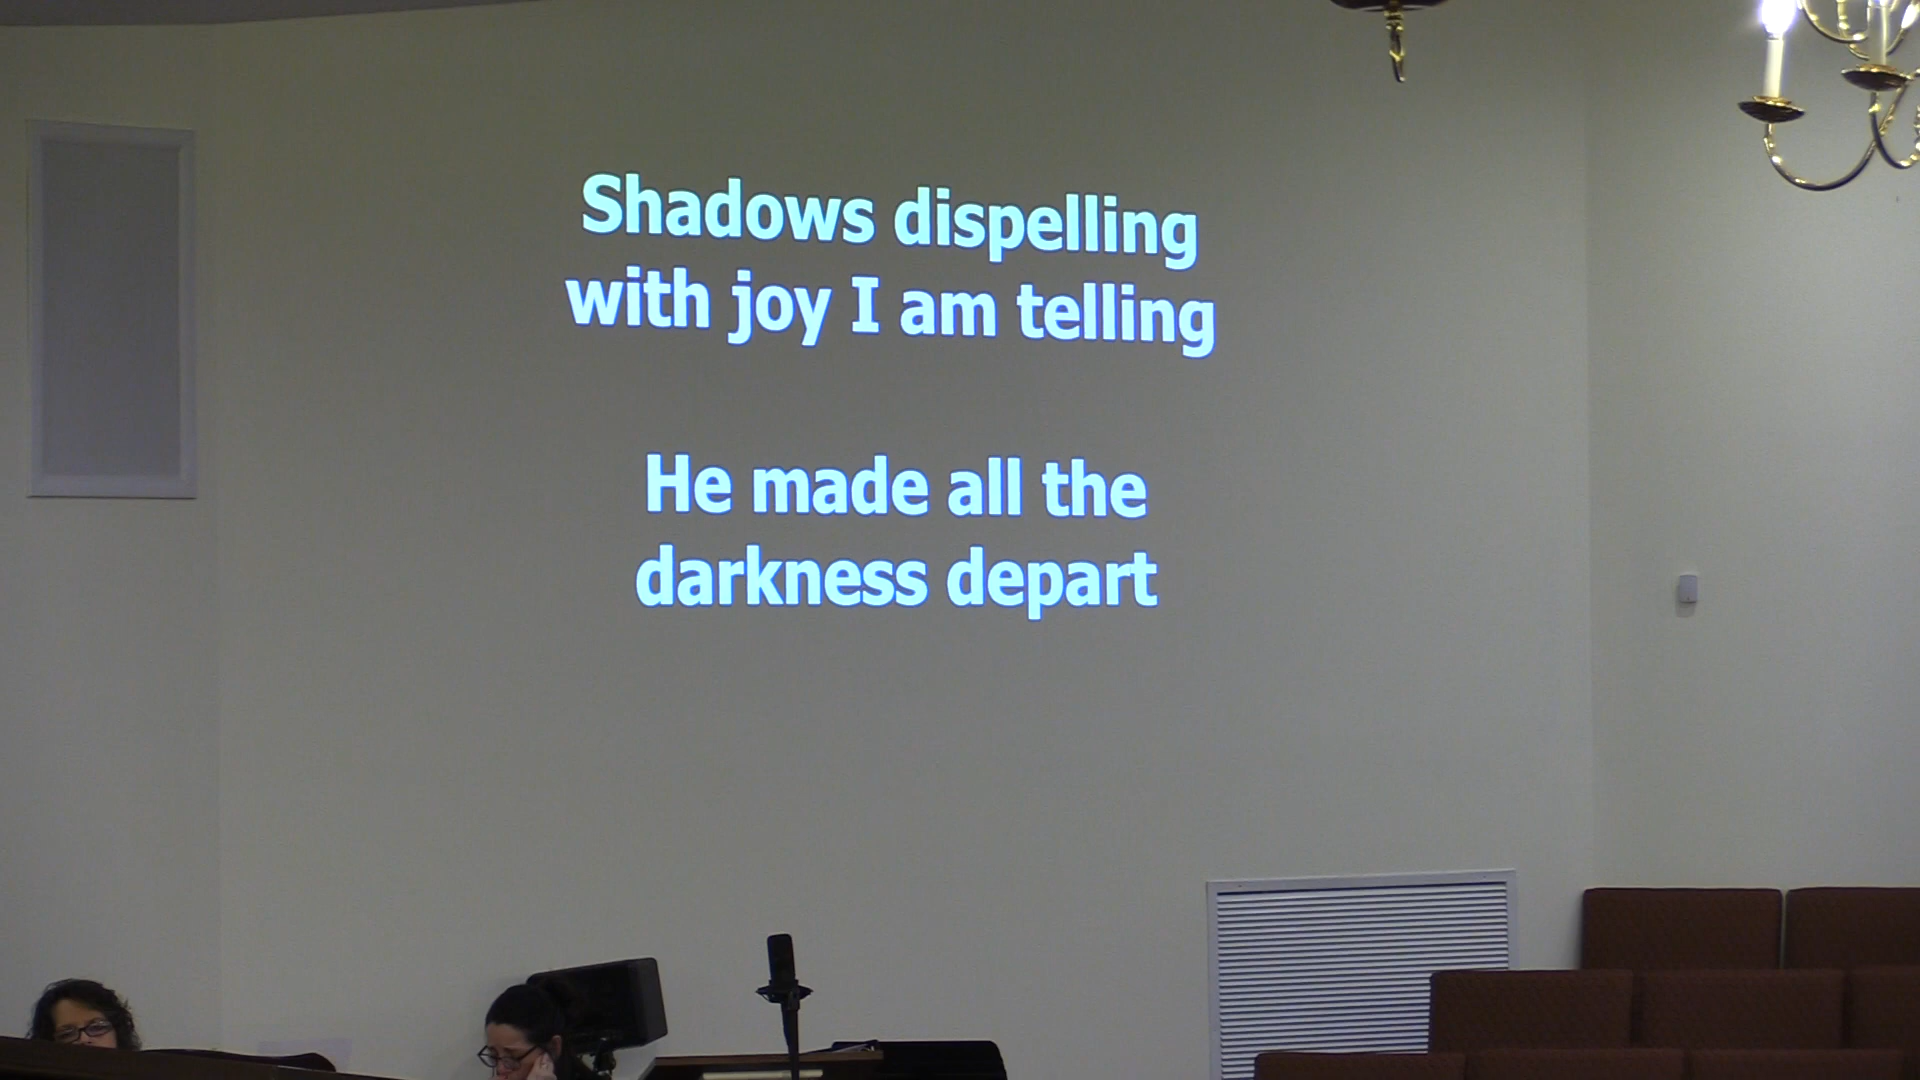 Shadows dispelling
with joy I am telling
He made all the
darkness depart